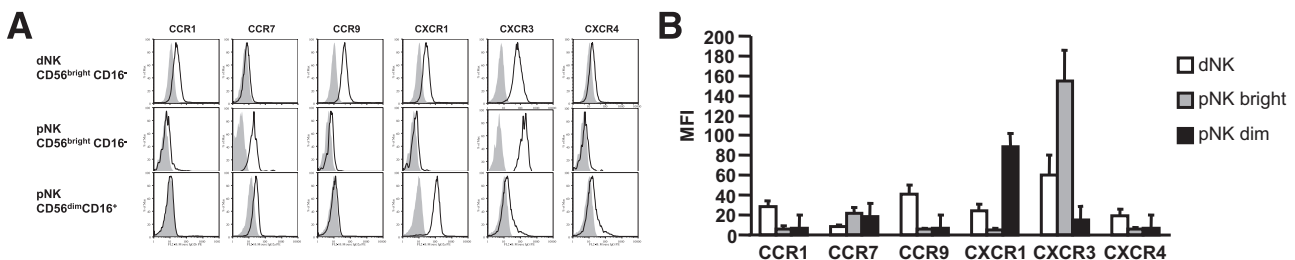 A
CCR1 CCR7 CCR9 CXCR1 CXCR3 CXCR4
dNK
CD56bright CD16-
pNK
CD56bright CD16-
pNK
CD56dimCD16+
B
MFI
200
180
160
140
120
100
80
60
40
20
0
CCR1 CCR7 CCR9 CXCR1 CXCR3 CXCR4
dNK
pNK bright
pNK dim